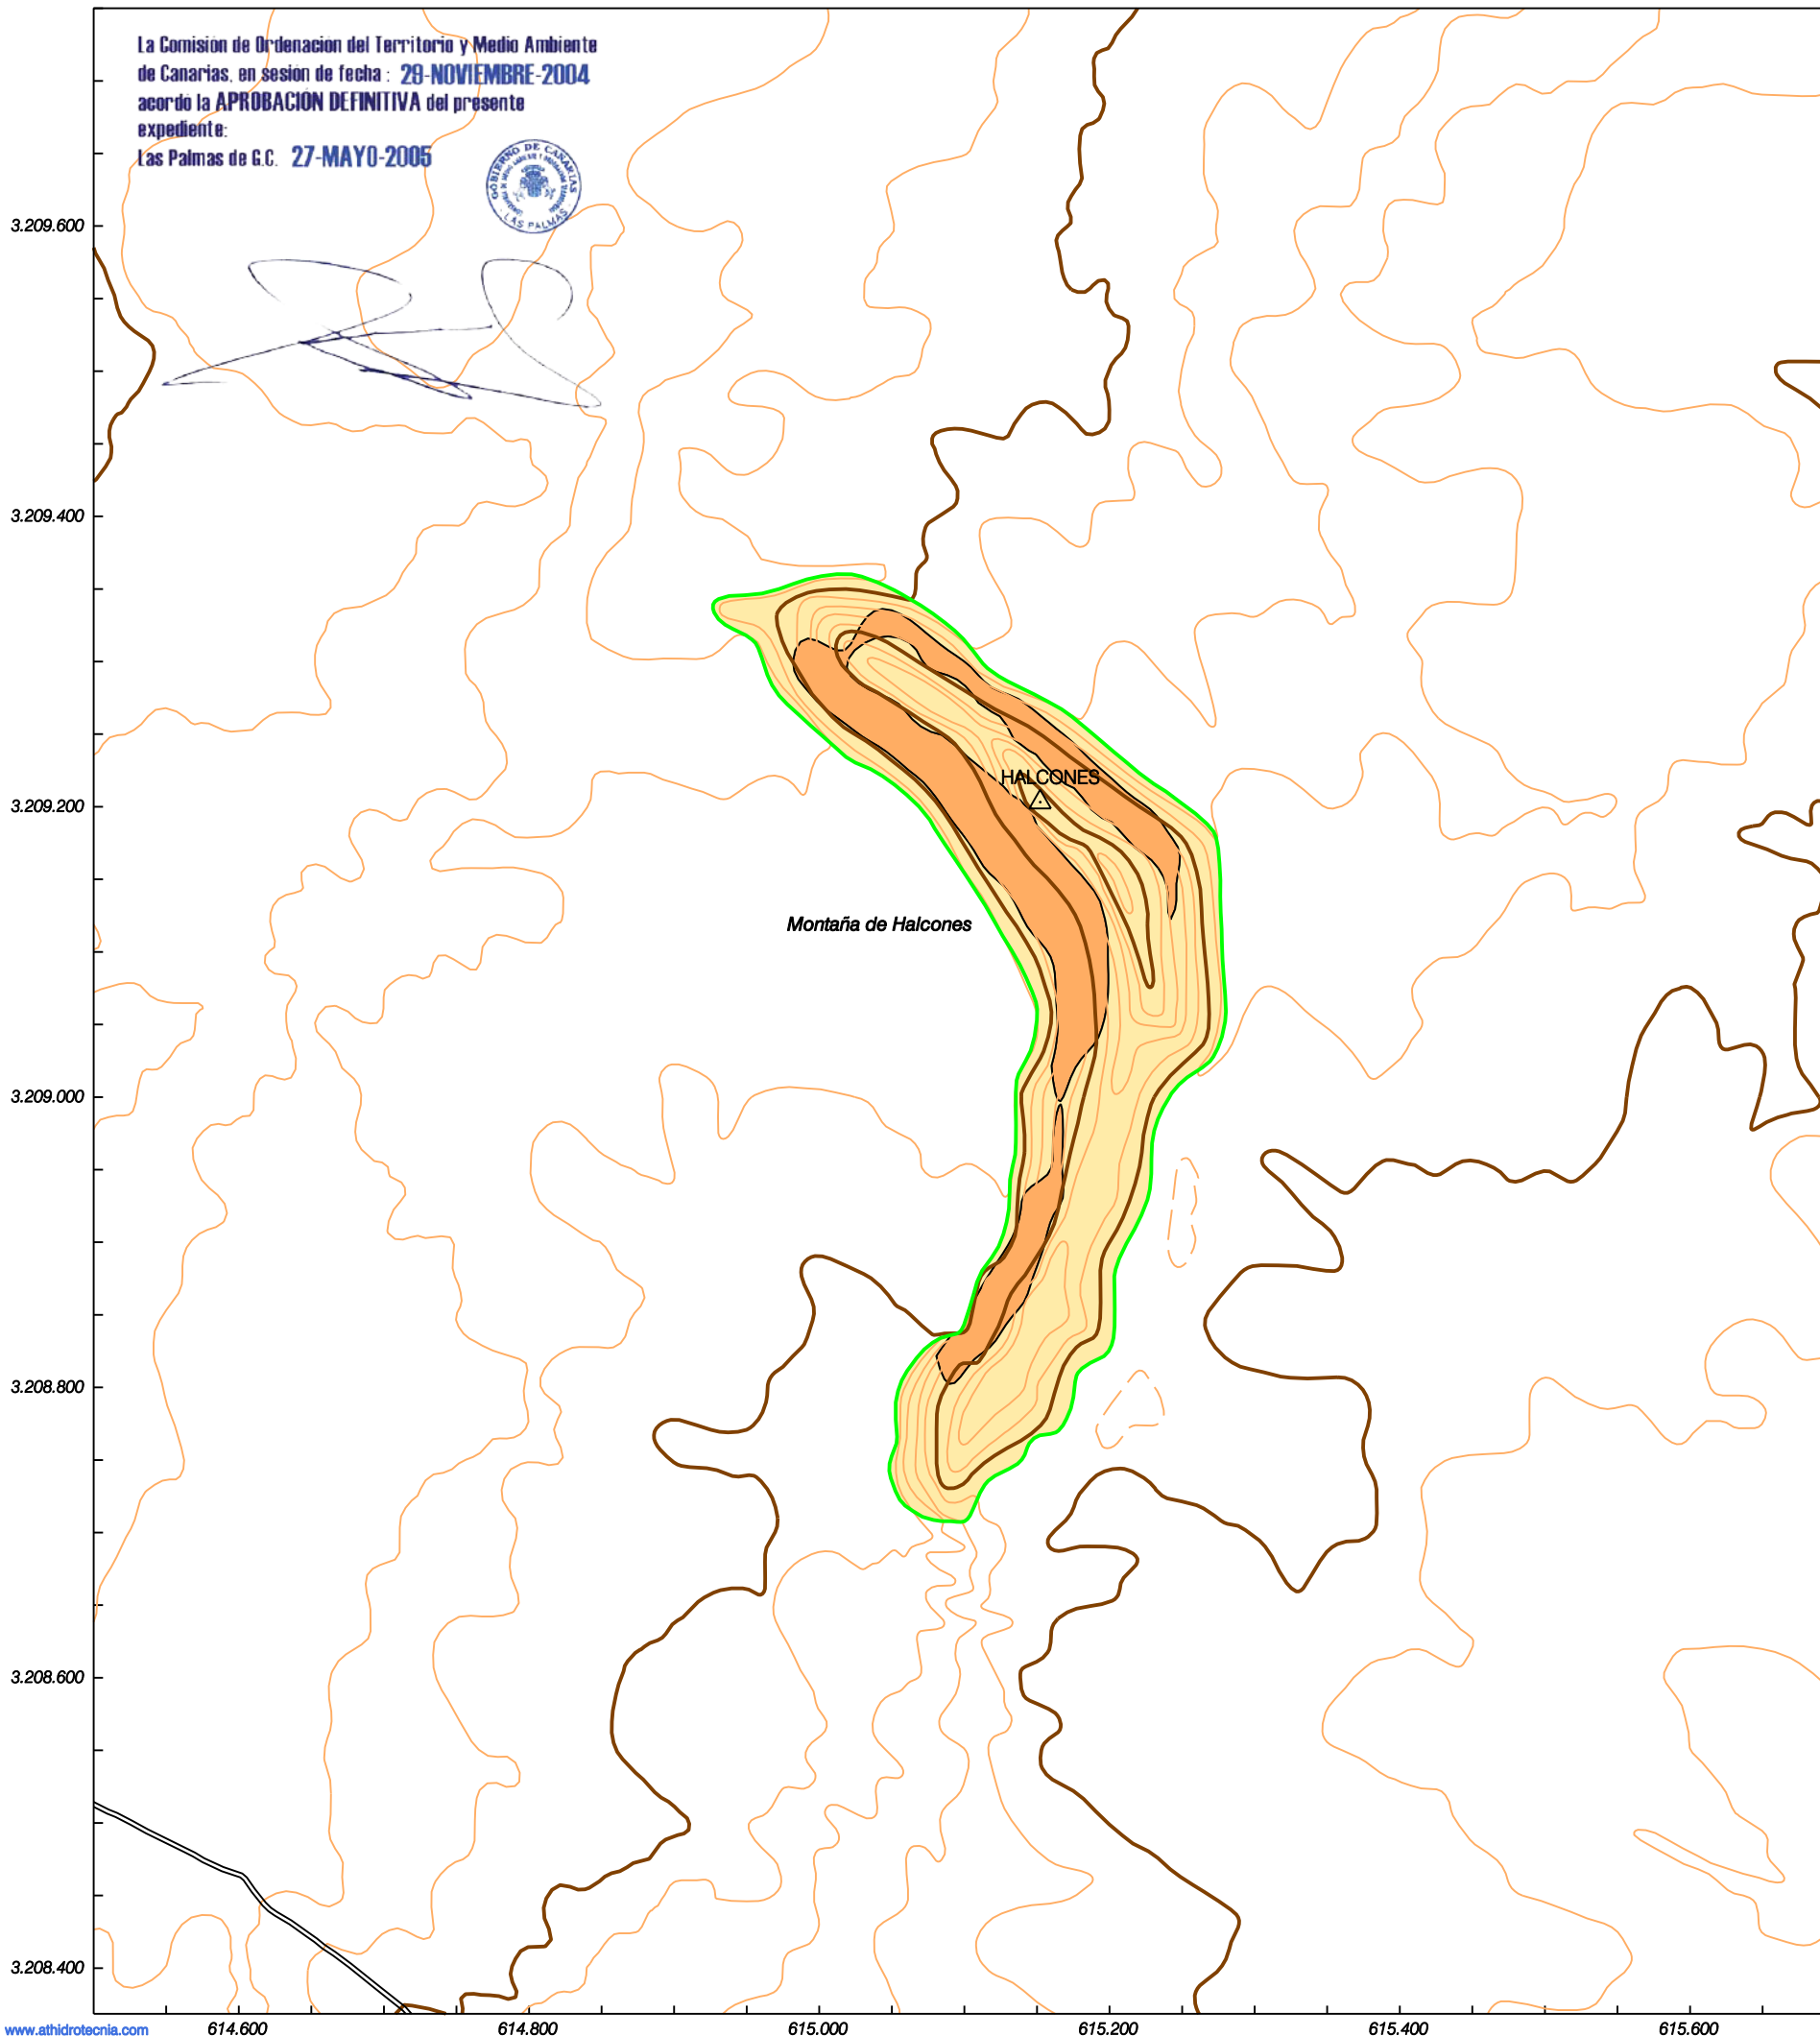 La Comisión de Ordenación del Territorio y Medio Ambiente
de Canarias, en sesión de fecha : 29-NOVIEMBRE-2004
acordó la APROBACIÓN DEFINITIVA del presente
expediente:
Las Palmas de G.C. 27-MAYO-2005
GOBIERNO DE CANARIAS
LAS PALMAS
3.209.600
3.209.400
HALCONES
3.209.200
Montaña de Halcones
3.209.000
3.208.800
3.208.600
3.208.400
www.athidrotecnia.com
614.600
614.800
615.000
615.200
615.400
615.600